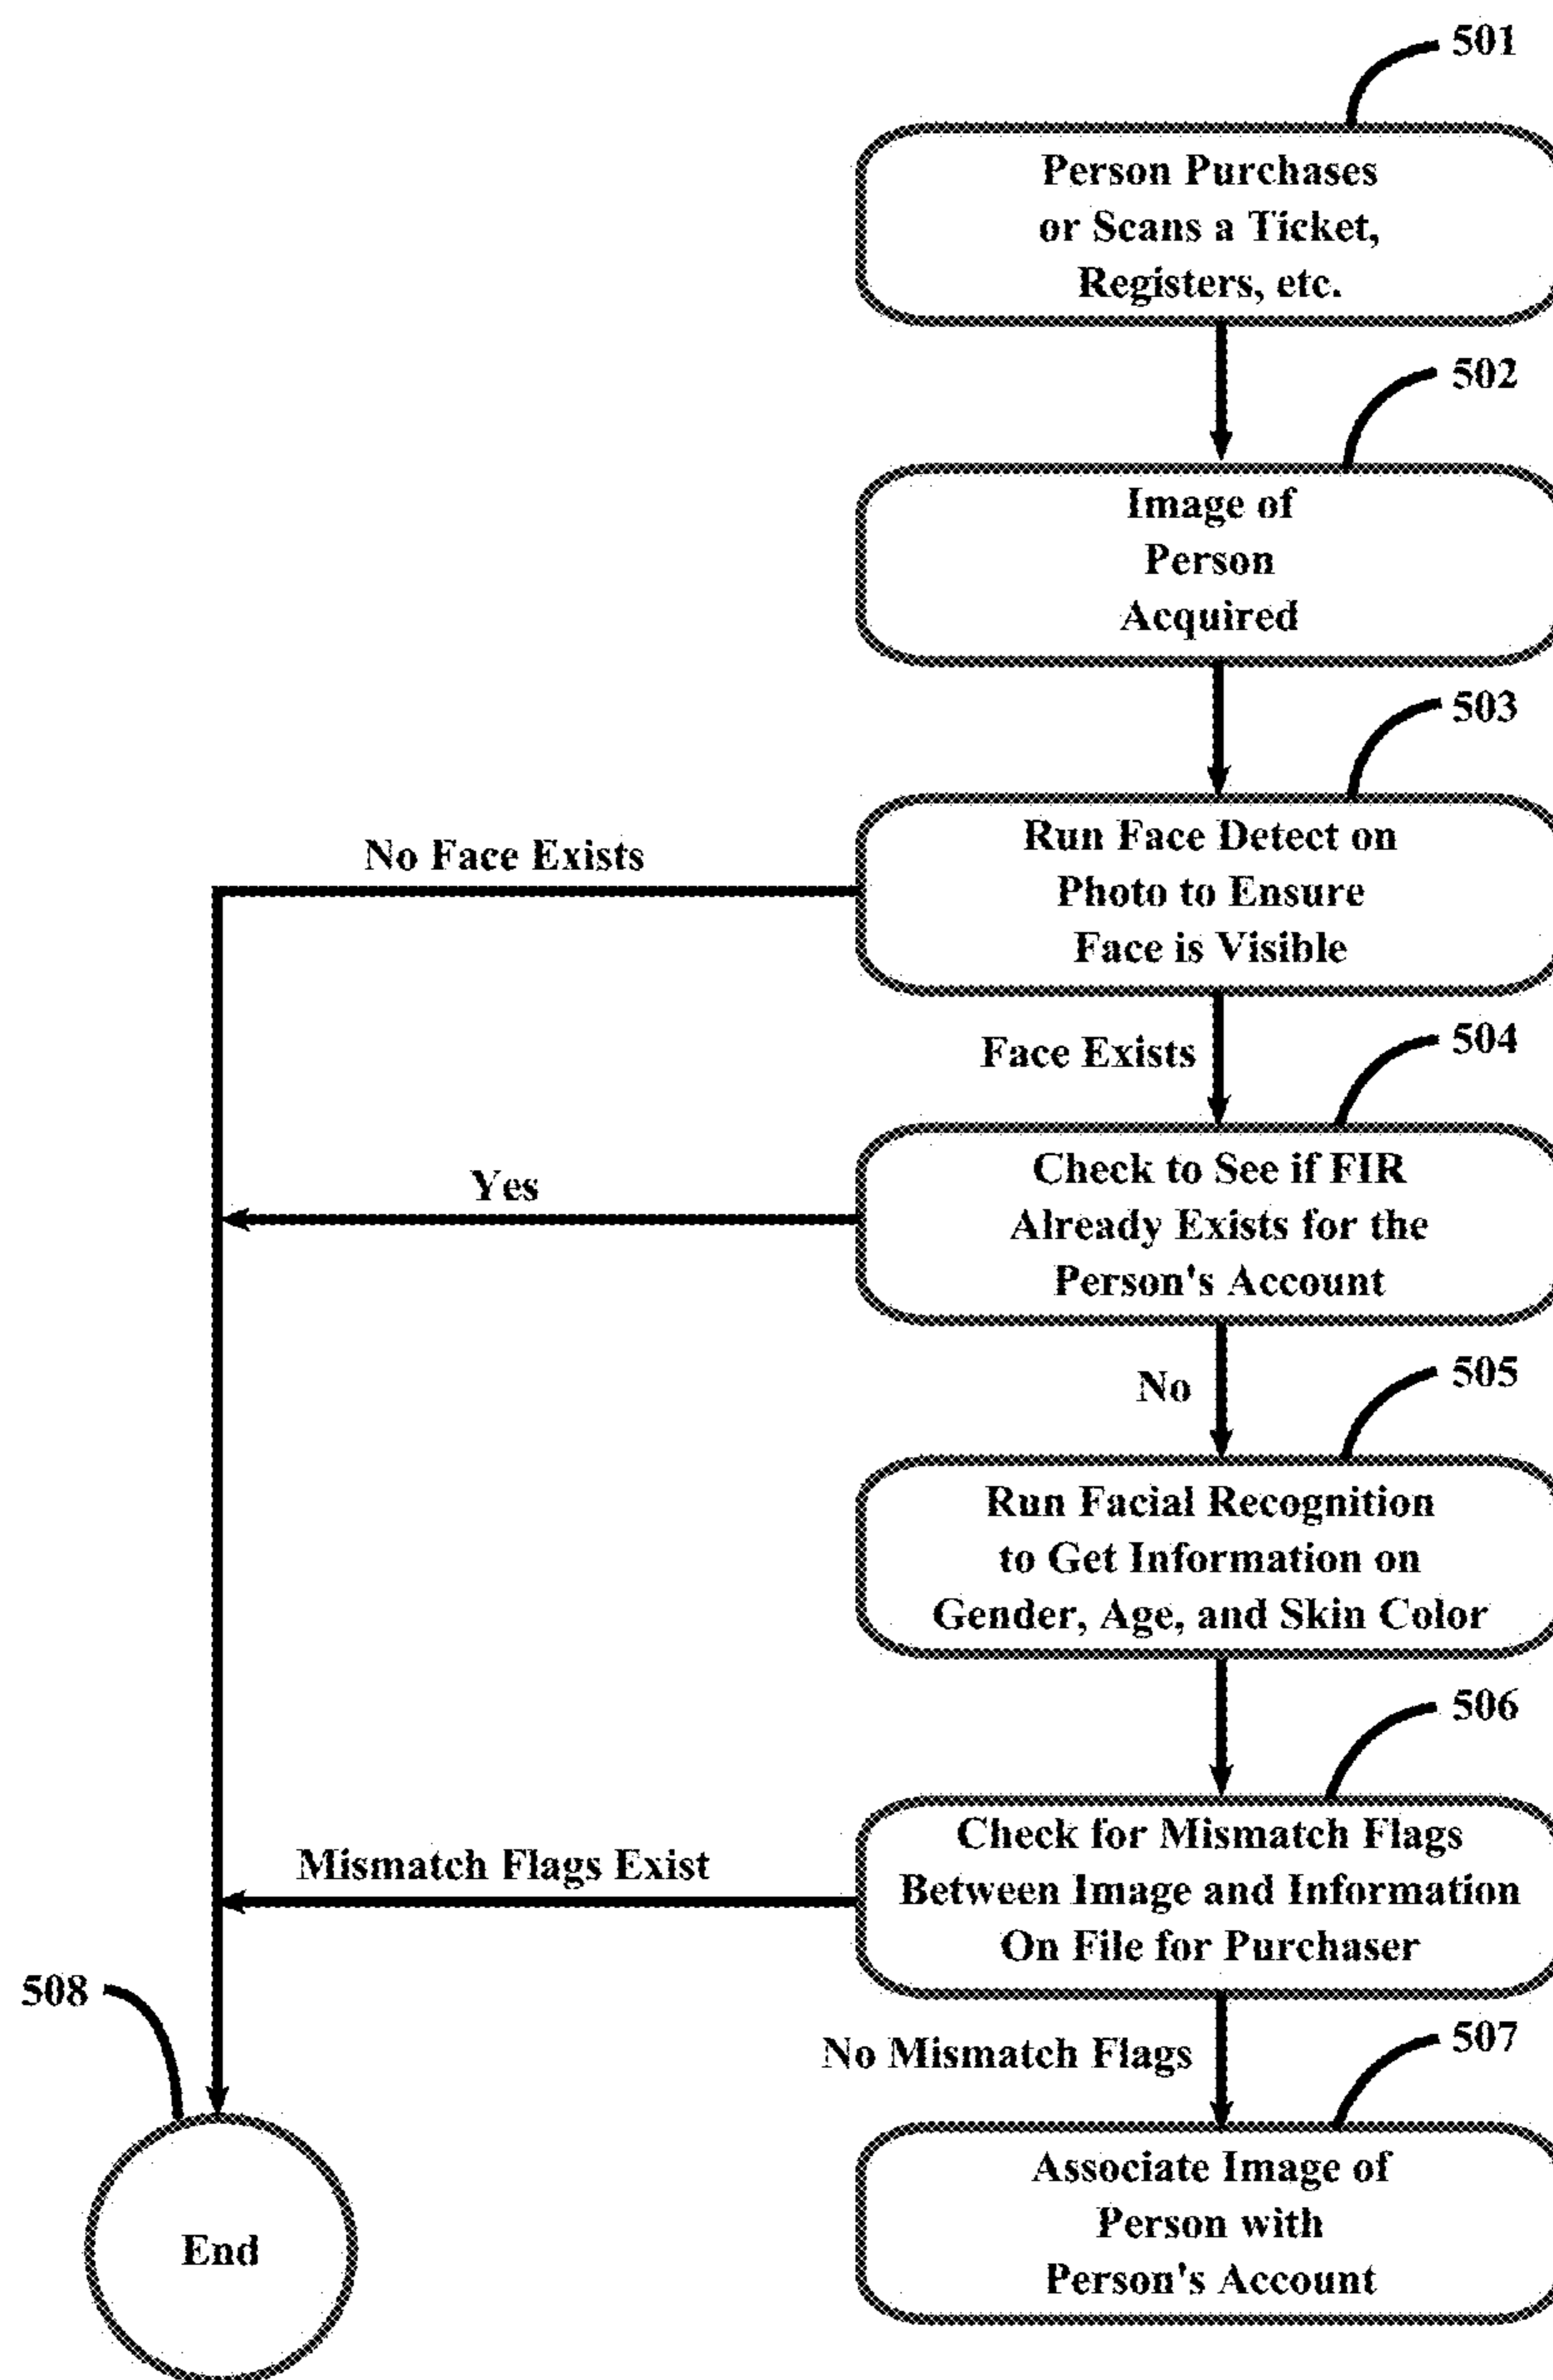 501
Person Purchases
or Scans a Ticket,
Registers, etc.
502
Image of
Person
Acquired
503
Run Face Detect on
Photo to Ensure
Face is Visible
No Face Exists
Face Exists
504
Check to See if FIR
Already Exists for the
Person's Account
Yes
No
505
Run Facial Recognition
to Get Information on
Gender, Age, and Skin Color
506
Check for Mismatch Flags
Between Image and Information
On File for Purchaser
Mismatch Flags Exist
No Mismatch Flags
507
Associate Image of
Person with
Person's Account
508
End